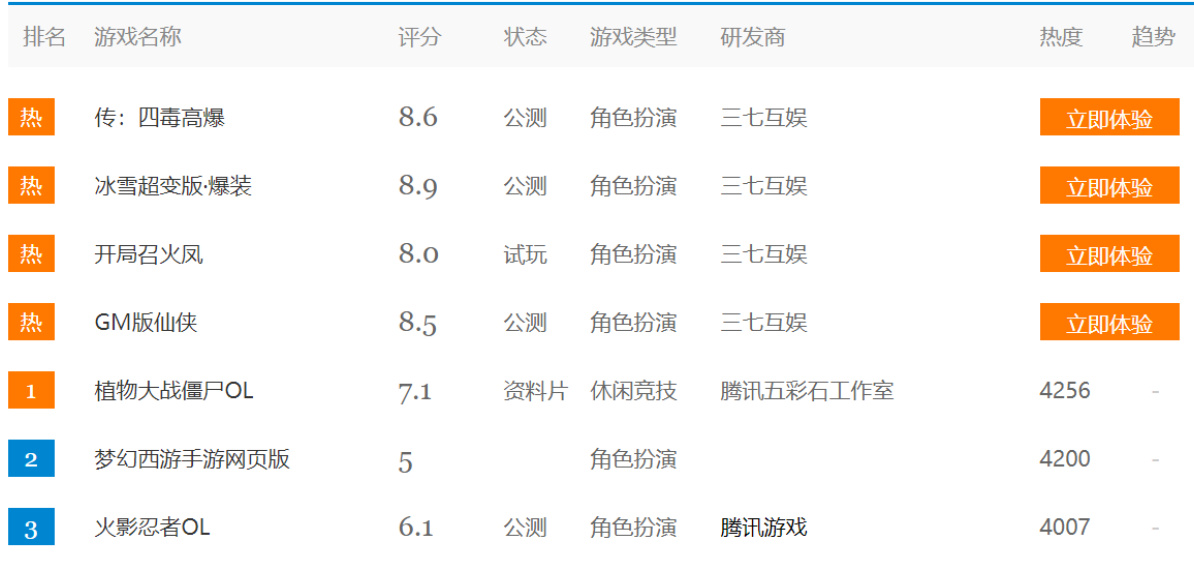 排名 游戏名称 评分 状态 游戏类型 研发商 热度 趋势
热 传：四毒高爆 8.6 公测 角色扮演 三七互娱 立即体验
热 冰雪超变版·爆装 8.9 公测 角色扮演 三七互娱 立即体验
热 开局召火凤 8.0 试玩 角色扮演 三七互娱 立即体验
热 GM版仙侠 8.5 公测 角色扮演 三七互娱 立即体验
1 植物大战僵尸OL 7.1 资料片 休闲竞技 腾讯五彩石工作室 4256 -
2 梦幻西游手游网页版 5 角色扮演 4200 -
3 火影忍者OL 6.1 公测 角色扮演 腾讯游戏 4007 -